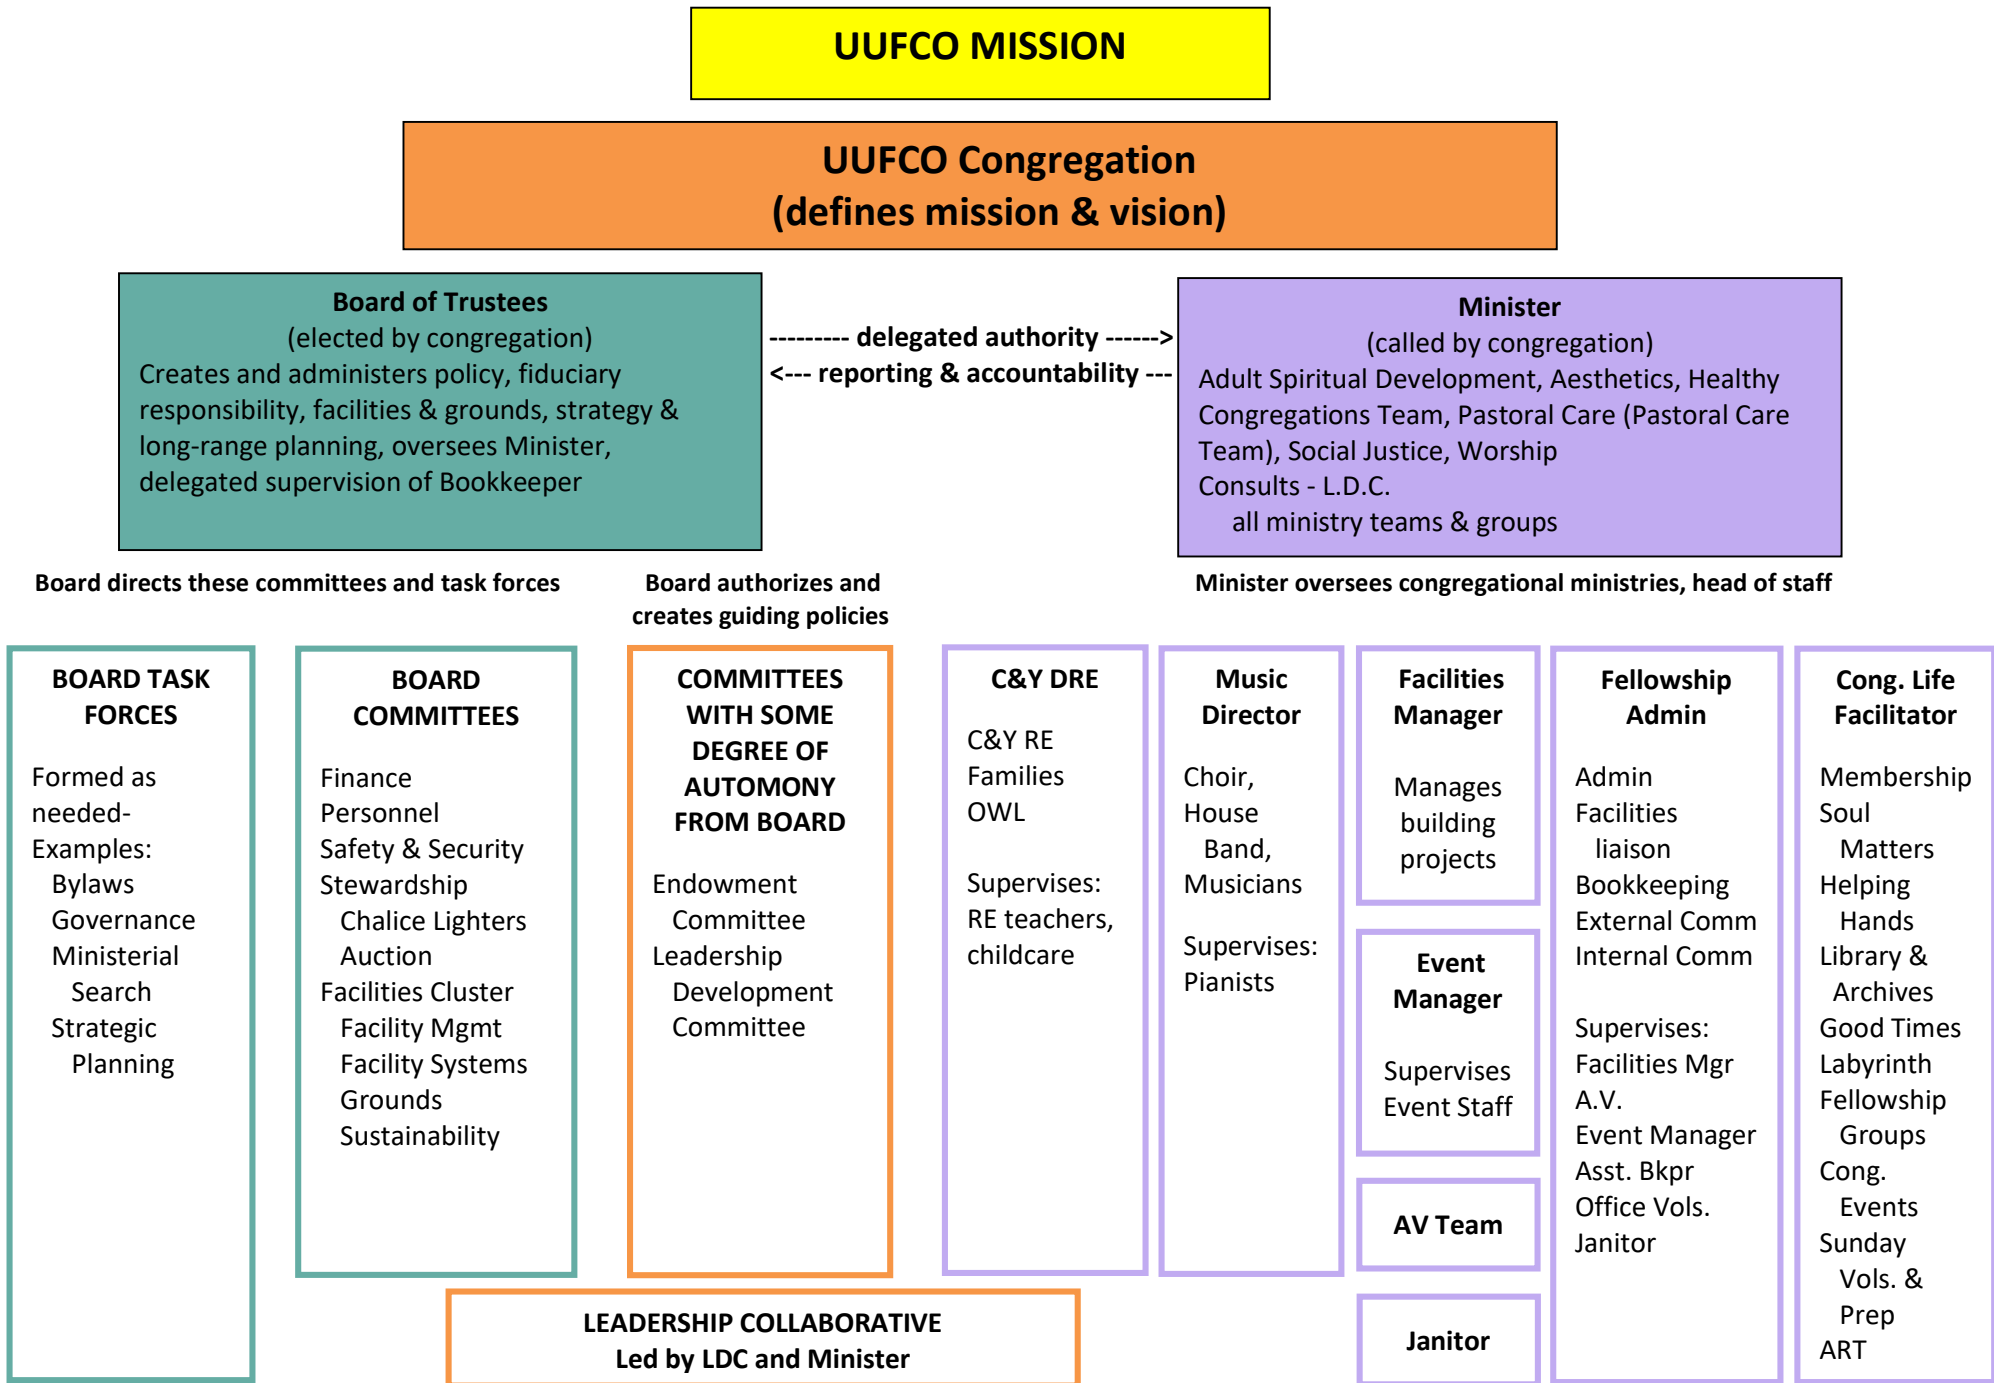 UUFCO MISSION
UUFCO Congregation
(defines mission & vision)
Board of Trustees
(elected by congregation)
Creates and administers policy, fiduciary
responsibility, facilities & grounds, strategy &
long-range planning, oversees Minister,
delegated supervision of Bookkeeper
--------- delegated authority ------>
<--- reporting & accountability ---
Minister
(called by congregation)
Adult Spiritual Development, Aesthetics, Healthy
Congregations Team, Pastoral Care (Pastoral Care
Team), Social Justice, Worship
Consults - L.D.C.
all ministry teams & groups
Board directs these committees and task forces
Board authorizes and
creates guiding policies
Minister oversees congregational ministries, head of staff
BOARD TASK
FORCES
Formed as
needed-
Examples:
Bylaws
Governance
Ministerial
Search
Strategic
Planning
BOARD
COMMITTEES
Finance
Personnel
Safety & Security
Stewardship
Chalice Lighters
Auction
Facilities Cluster
Facility Mgmt
Facility Systems
Grounds
Sustainability
COMMITTEES
WITH SOME
DEGREE OF
AUTOMONY
FROM BOARD
Endowment
Committee
Leadership
Development
Committee
LEADERSHIP COLLABORATIVE
Led by LDC and Minister
C&Y DRE
C&Y RE
Families
OWL
Supervises:
RE teachers,
childcare
Music
Director
Choir,
House
Band,
Musicians
Supervises:
Pianists
Facilities
Manager
Manages
building
projects
Event
Manager
Supervises
Event Staff
AV Team
Janitor
Fellowship
Admin
Admin
Facilities
liaison
Bookkeeping
External Comm
Internal Comm
Supervises:
Facilities Mgr
A.V.
Event Manager
Asst. Bkpr
Office Vols.
Janitor
Cong. Life
Facilitator
Membership
Soul
Matters
Helping
Hands
Library &
Archives
Good Times
Labyrinth
Fellowship
Groups
Cong.
Events
Sunday
Vols. &
Prep
ART